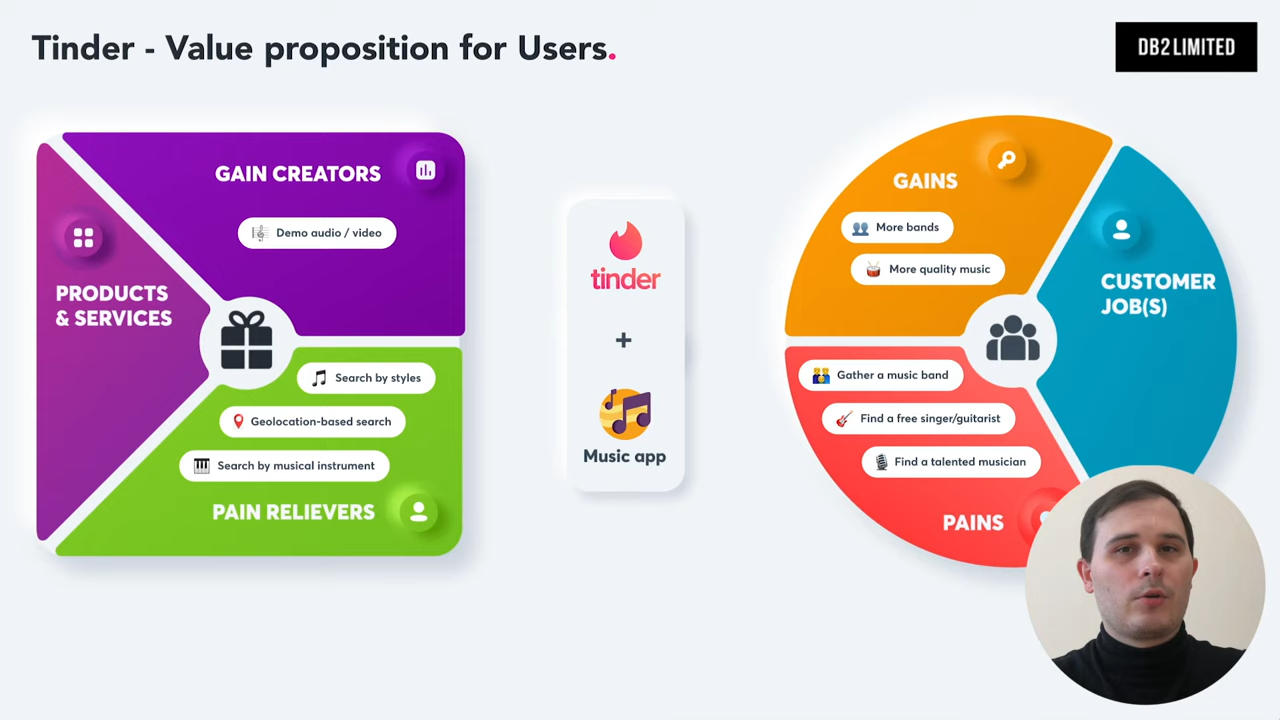 Tinder - Value proposition for Users.
DB2 LIMITED
GAIN CREATORS
Demo audio / video
PRODUCTS
& SERVICES
Search by styles
Geolocation-based search
Search by musical instrument
PAIN RELIEVERS
tinder
+
Music app
GAINS
More bands
More quality music
CUSTOMER
JOB(S)
Gather a music band
Find a free singer/guitarist
Find a talented musician
PAINS